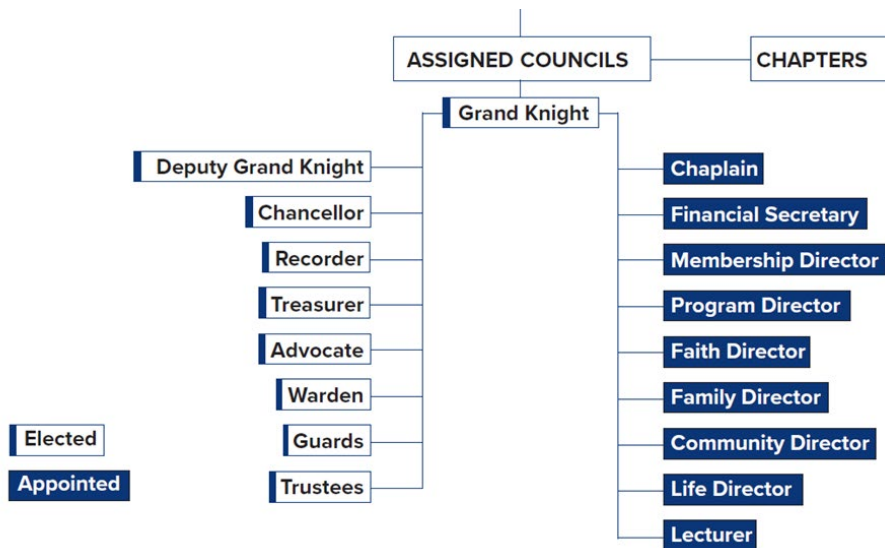 ASSIGNED COUNCILS
CHAPTERS
Grand Knight
Deputy Grand Knight
Chancellor
Recorder
Treasurer
Advocate
Warden
Guards
Trustees
Chaplain
Financial Secretary
Membership Director
Program Director
Faith Director
Family Director
Community Director
Life Director
Lecturer
Elected
Appointed